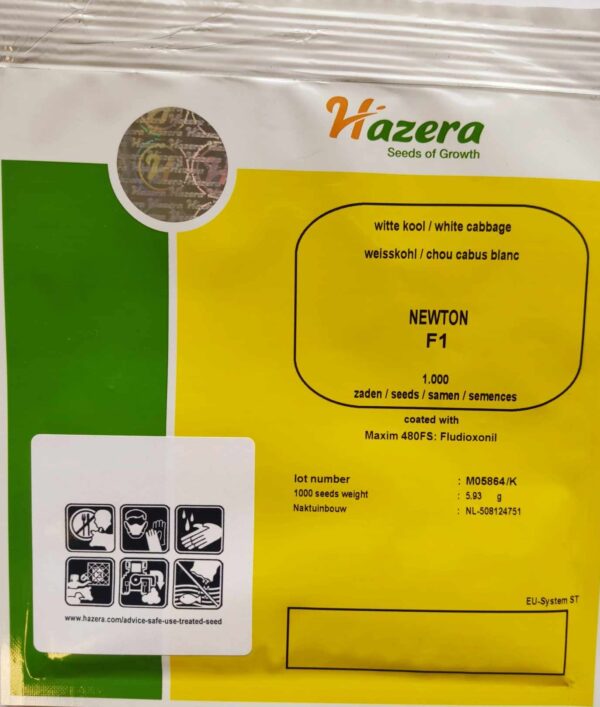 Hazera
Seeds of Growth
witte kool / white cabbage
weisskohl / chou cabus blanc
NEWTON
F1
1.000
zaden / seeds / samen / semences
coated with
Maxim 480FS: Fludioxonil
lot number : M05864/K
1000 seeds weight : 5.93 g
Naktuinbouw : NL-508124751
EU-System ST
www.hazera.com/advice-safe-use-treated-seed